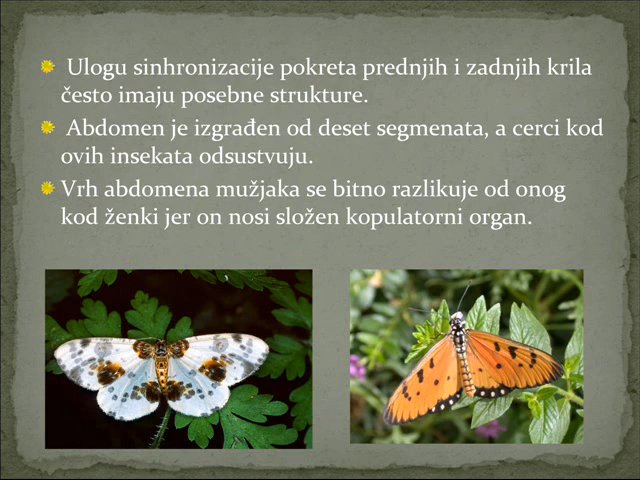 Ulogu sinhronizacije pokreta prednjih i zadnjih krila
često imaju posebne strukture.
Abdomen je izgrađen od deset segmenata, a cerci kod
ovih insekata odsustvuju.
Vrh abdomena mužjaka se bitno razlikuje od onog
kod ženki jer on nosi složen kopulatorni organ.